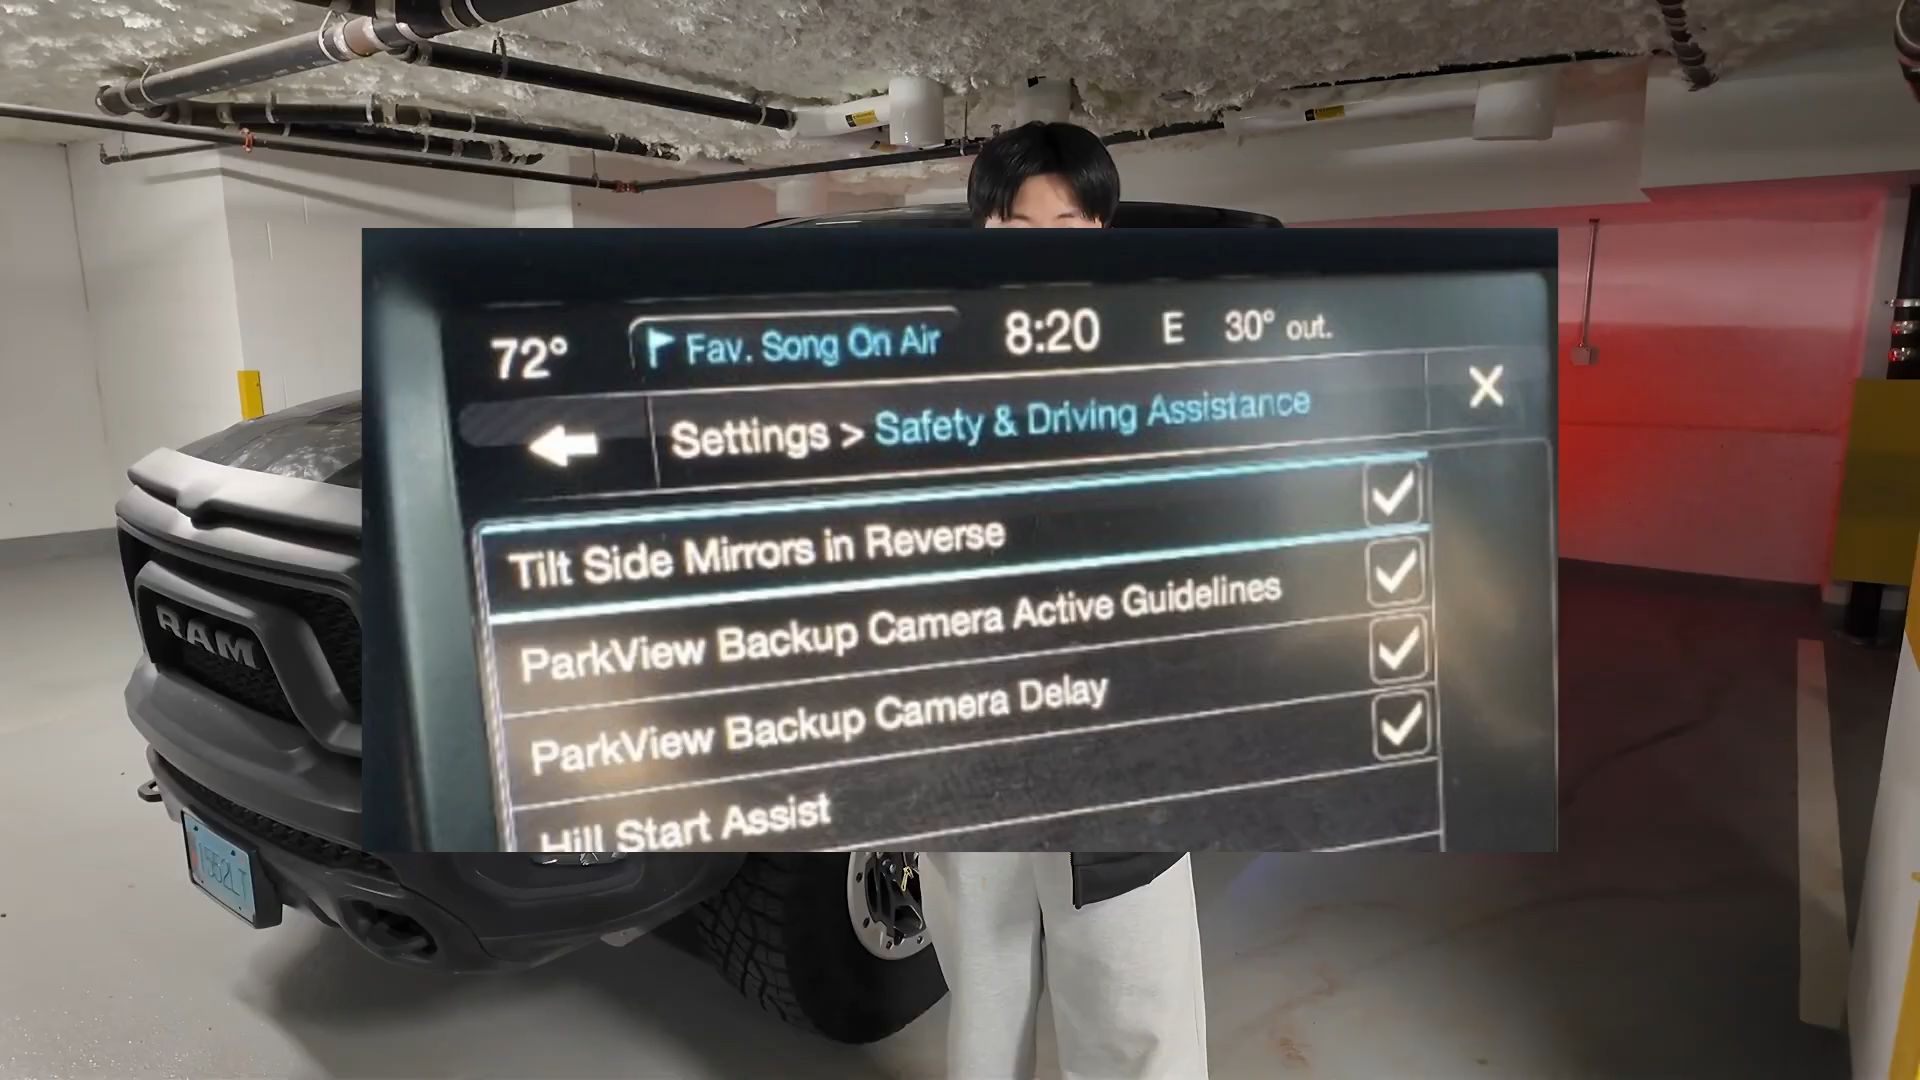 72°
Fav. Song On Air
8:20
E
30° out.
Settings > Safety & Driving Assistance
X
Tilt Side Mirrors in Reverse
ParkView Backup Camera Active Guidelines
ParkView Backup Camera Delay
Hill Start Assist
RAM
1552LT